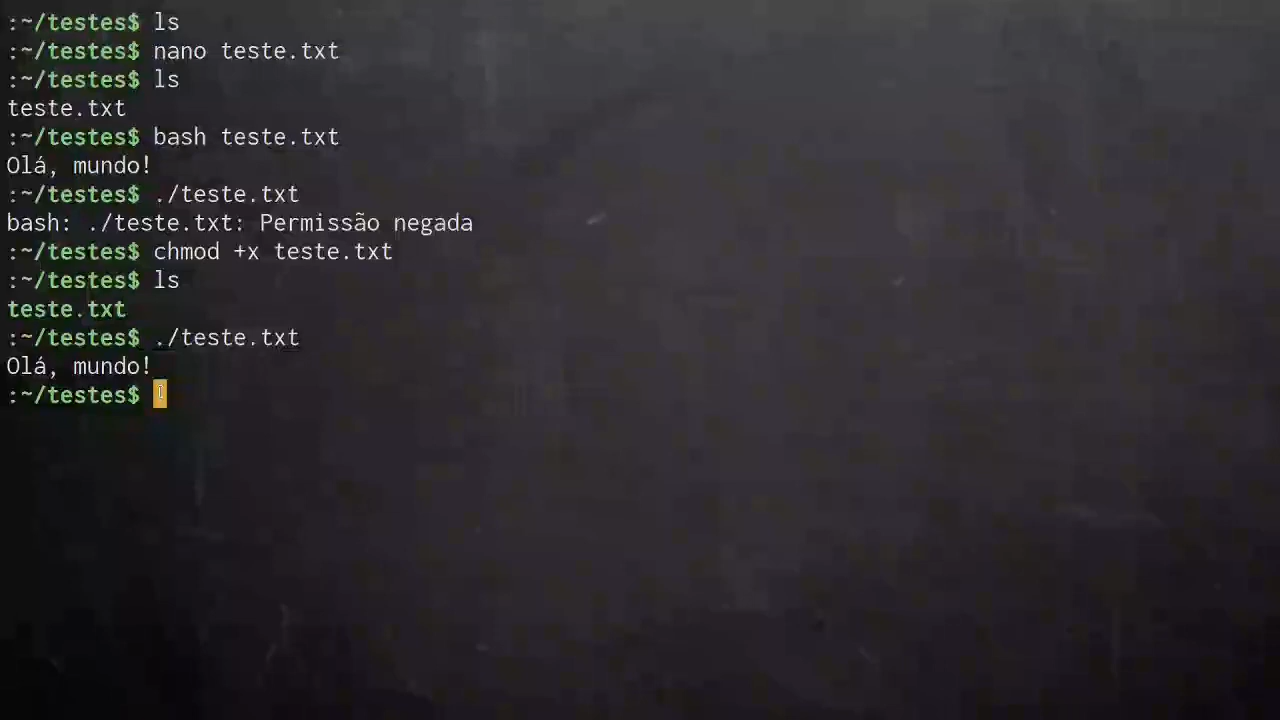 :~/testes$ ls
:~/testes$ nano teste.txt
:~/testes$ ls
teste.txt
:~/testes$ bash teste.txt
Olá, mundo!
:~/testes$ ./teste.txt
bash: ./teste.txt: Permissão negada
:~/testes$ chmod +x teste.txt
:~/testes$ ls
teste.txt
:~/testes$ ./teste.txt
Olá, mundo!
:~/testes$